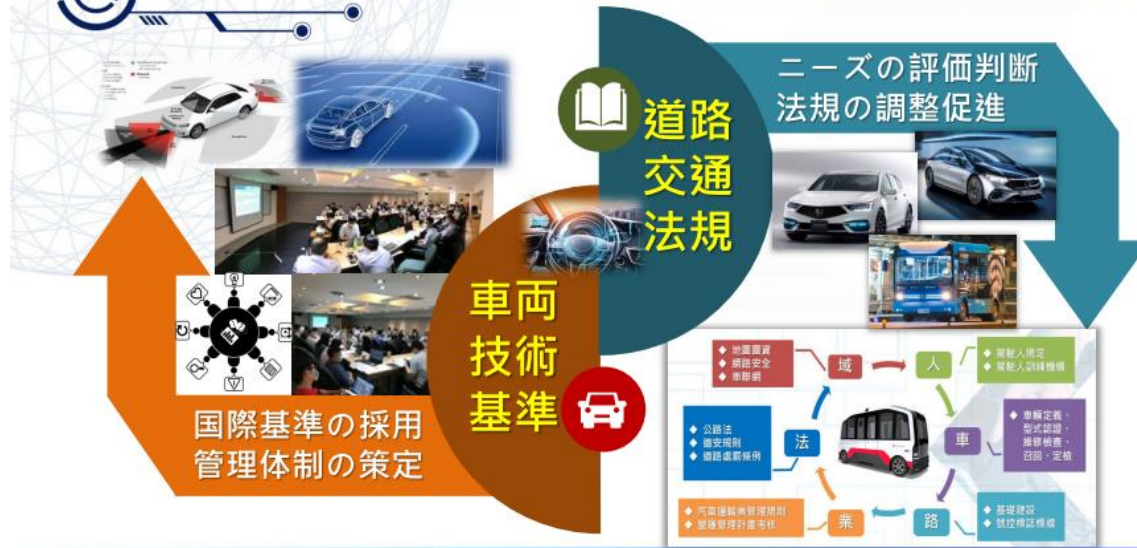 ニーズの評価判断
法規の調整促進
道路
交通
法規
車両
技術
基準
国際基準の採用
管理体制の策定
域
◆ 地圖圖資
◆ 網路安全
◆ 車聯網
人
◆ 駕駛人規定
◆ 駕駛人訓練機構
法
◆ 公路法
◆ 道安規則
◆ 道路處罰條例
車
◆ 車輛定義、
型式認證、
維修檢查、
召回、定檢
業
◆ 汽車運輸業管理規則
◆ 營運管理計畫考核
路
◆ 基礎建設
◆ 號控標誌標線